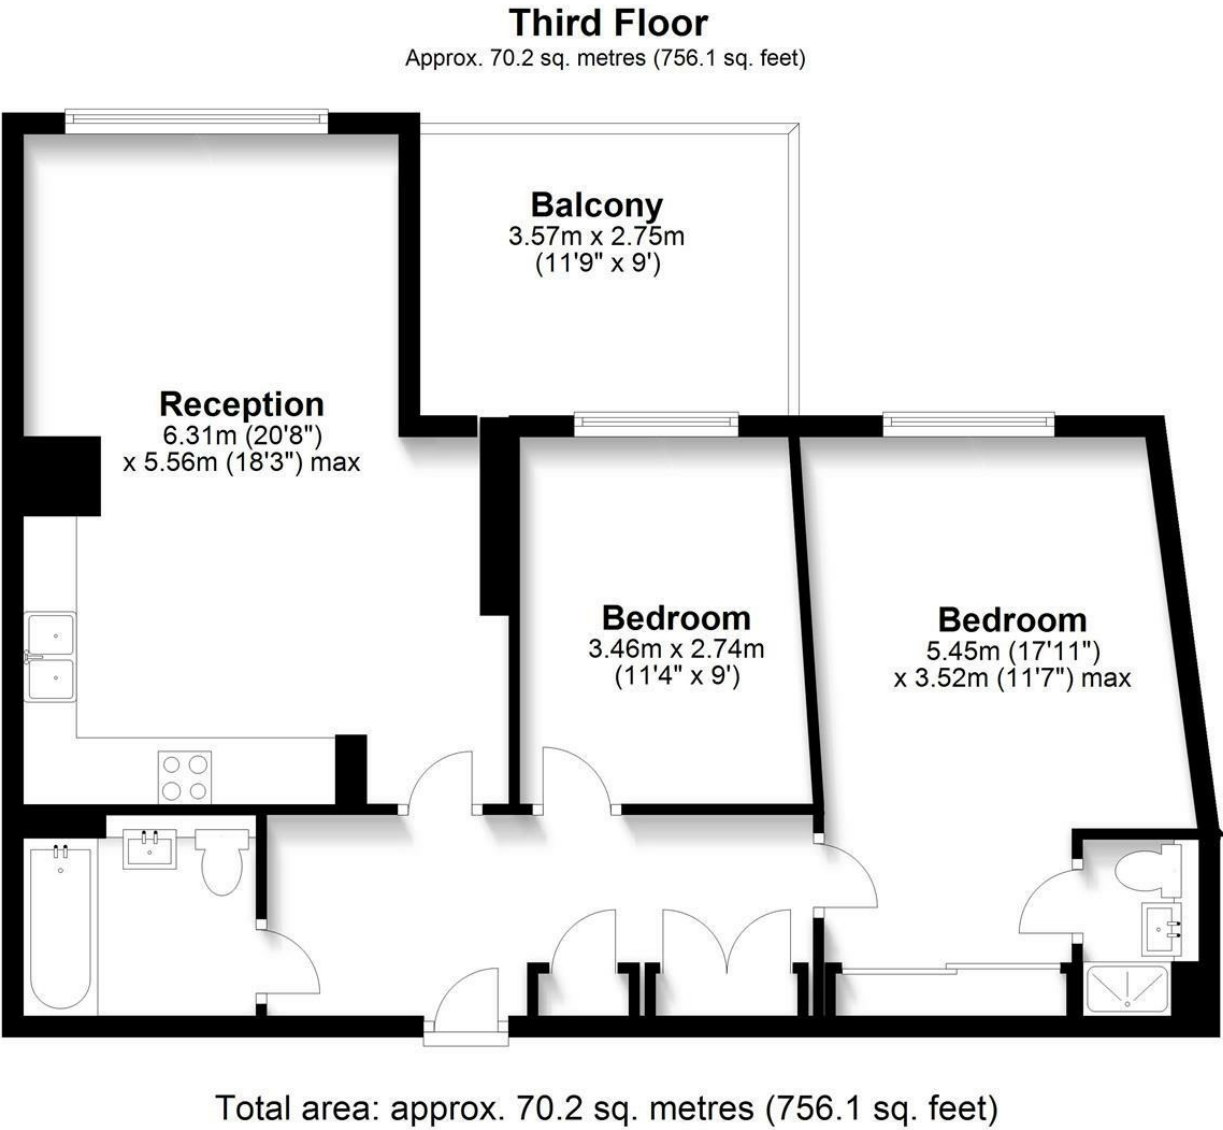 Third Floor
Approx. 70.2 sq. metres (756.1 sq. feet)
Balcony
3.57m x 2.75m
(11'9" x 9')
Reception
6.31m (20'8")
x 5.56m (18'3") max
Bedroom
3.46m x 2.74m
(11'4" x 9')
Bedroom
5.45m (17'11")
x 3.52m (11'7") max
Total area: approx. 70.2 sq. metres (756.1 sq. feet)